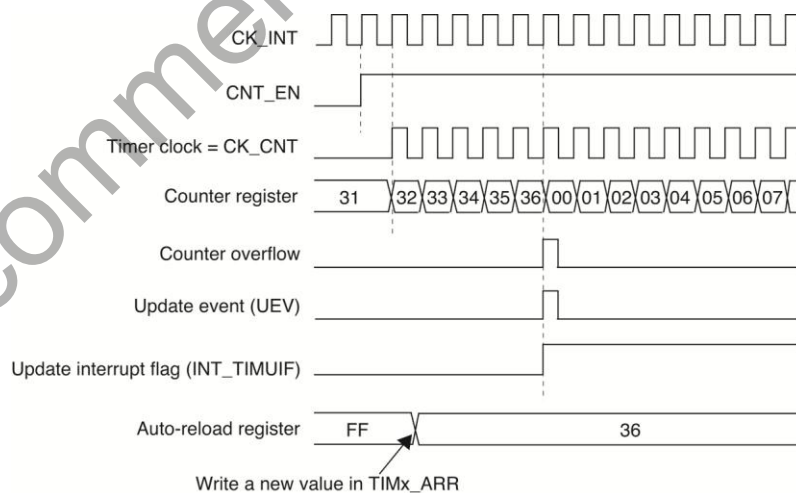 CK_INT
CNT_EN
Timer clock = CK_CNT
Counter register 31 32 33 34 35 36 00 01 02 03 04 05 06 07
Counter overflow
Update event (UEV)
Update interrupt flag (INT_TIMUIF)
Auto-reload register FF 36
Write a new value in TIMx_ARR